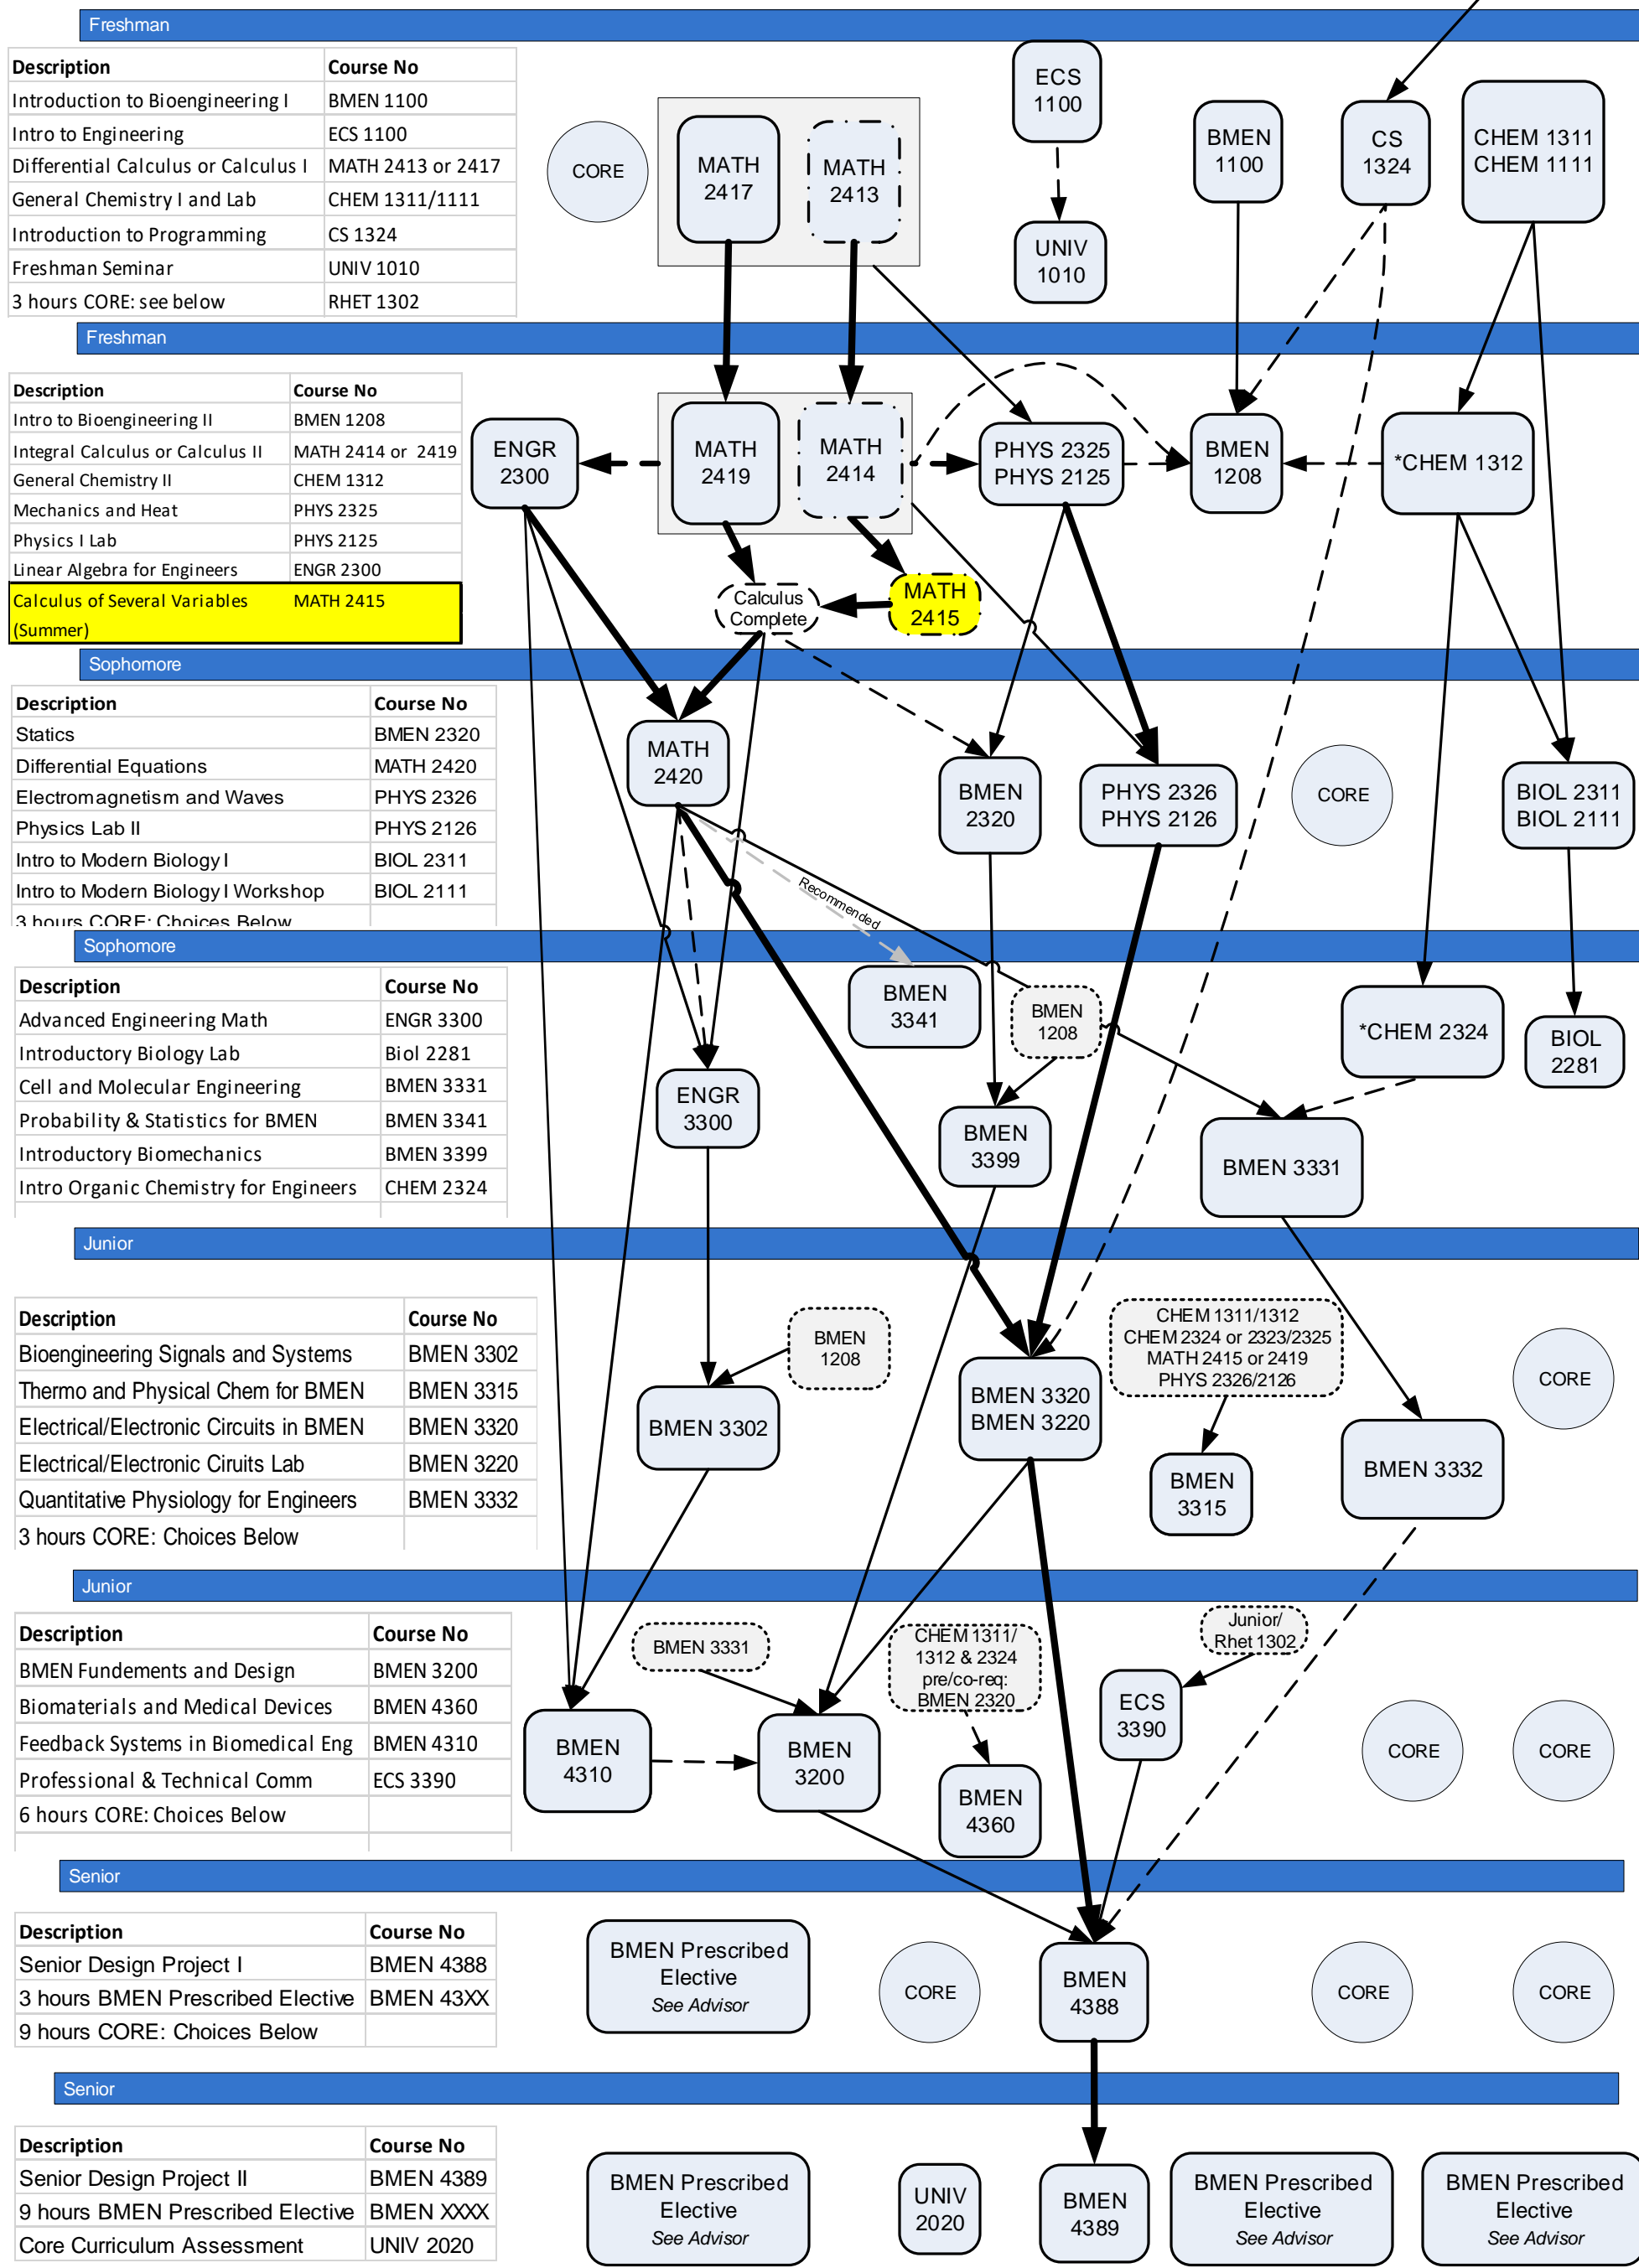 Freshman
Description Course No
Introduction to Bioengineering I BMEN 1100
Intro to Engineering ECS 1100
Differential Calculus or Calculus I MATH 2413 or 2417
General Chemistry I and Lab CHEM 1311/1111
Introduction to Programming CS 1324
Freshman Seminar UNIV 1010
3 hours CORE: see below RHET 1302
CORE
MATH
2417
MATH
2413
ECS
1100
UNIV
1010
BMEN
1100
CS
1324
CHEM 1311
CHEM 1111
Freshman
Description Course No
Intro to Bioengineering II BMEN 1208
Integral Calculus or Calculus II MATH 2414 or 2419
General Chemistry II CHEM 1312
Mechanics and Heat PHYS 2325
Physics I Lab PHYS 2125
Linear Algebra for Engineers ENGR 2300
Calculus of Several Variables MATH 2415
(Summer)
ENGR
2300
MATH
2419
MATH
2414
PHYS 2325
PHYS 2125
BMEN
1208
*CHEM 1312
Calculus
Complete
MATH
2415
Sophomore
Description Course No
Statics BMEN 2320
Differential Equations MATH 2420
Electromagnetism and Waves PHYS 2326
Physics Lab II PHYS 2126
Intro to Modern Biology I BIOL 2311
Intro to Modern Biology I Workshop BIOL 2111
3 hours CORE: Choices Below
MATH
2420
BMEN
2320
PHYS 2326
PHYS 2126
CORE
BIOL 2311
BIOL 2111
Recommended
Sophomore
Description Course No
Advanced Engineering Math ENGR 3300
Introductory Biology Lab Biol 2281
Cell and Molecular Engineering BMEN 3331
Probability & Statistics for BMEN BMEN 3341
Introductory Biomechanics BMEN 3399
Intro Organic Chemistry for Engineers CHEM 2324
BMEN
3341
BMEN
1208
*CHEM 2324
BIOL
2281
ENGR
3300
BMEN
3399
BMEN 3331
Junior
Description Course No
Bioengineering Signals and Systems BMEN 3302
Thermo and Physical Chem for BMEN BMEN 3315
Electrical/Electronic Circuits in BMEN BMEN 3320
Electrical/Electronic Ciruits Lab BMEN 3220
Quantitative Physiology for Engineers BMEN 3332
3 hours CORE: Choices Below
BMEN
1208
BMEN 3302
BMEN 3320
BMEN 3220
CHEM 1311/1312
CHEM 2324 or 2323/2325
MATH 2415 or 2419
PHYS 2326/2126
BMEN
3315
BMEN 3332
CORE
Junior
Description Course No
BMEN Fundements and Design BMEN 3200
Biomaterials and Medical Devices BMEN 4360
Feedback Systems in Biomedical Eng BMEN 4310
Professional & Technical Comm ECS 3390
6 hours CORE: Choices Below
BMEN 3331
CHEM 1311/
1312 & 2324
pre/co-req:
BMEN 2320
Junior/
Rhet 1302
BMEN
4310
BMEN
3200
BMEN
4360
ECS
3390
CORE
CORE
Senior
Description Course No
Senior Design Project I BMEN 4388
3 hours BMEN Prescribed Elective BMEN 43XX
9 hours CORE: Choices Below
BMEN Prescribed
Elective
See Advisor
CORE
BMEN
4388
CORE
CORE
Senior
Description Course No
Senior Design Project II BMEN 4389
9 hours BMEN Prescribed Elective BMEN XXXX
Core Curriculum Assessment UNIV 2020
BMEN Prescribed
Elective
See Advisor
UNIV
2020
BMEN
4389
BMEN Prescribed
Elective
See Advisor
BMEN Prescribed
Elective
See Advisor